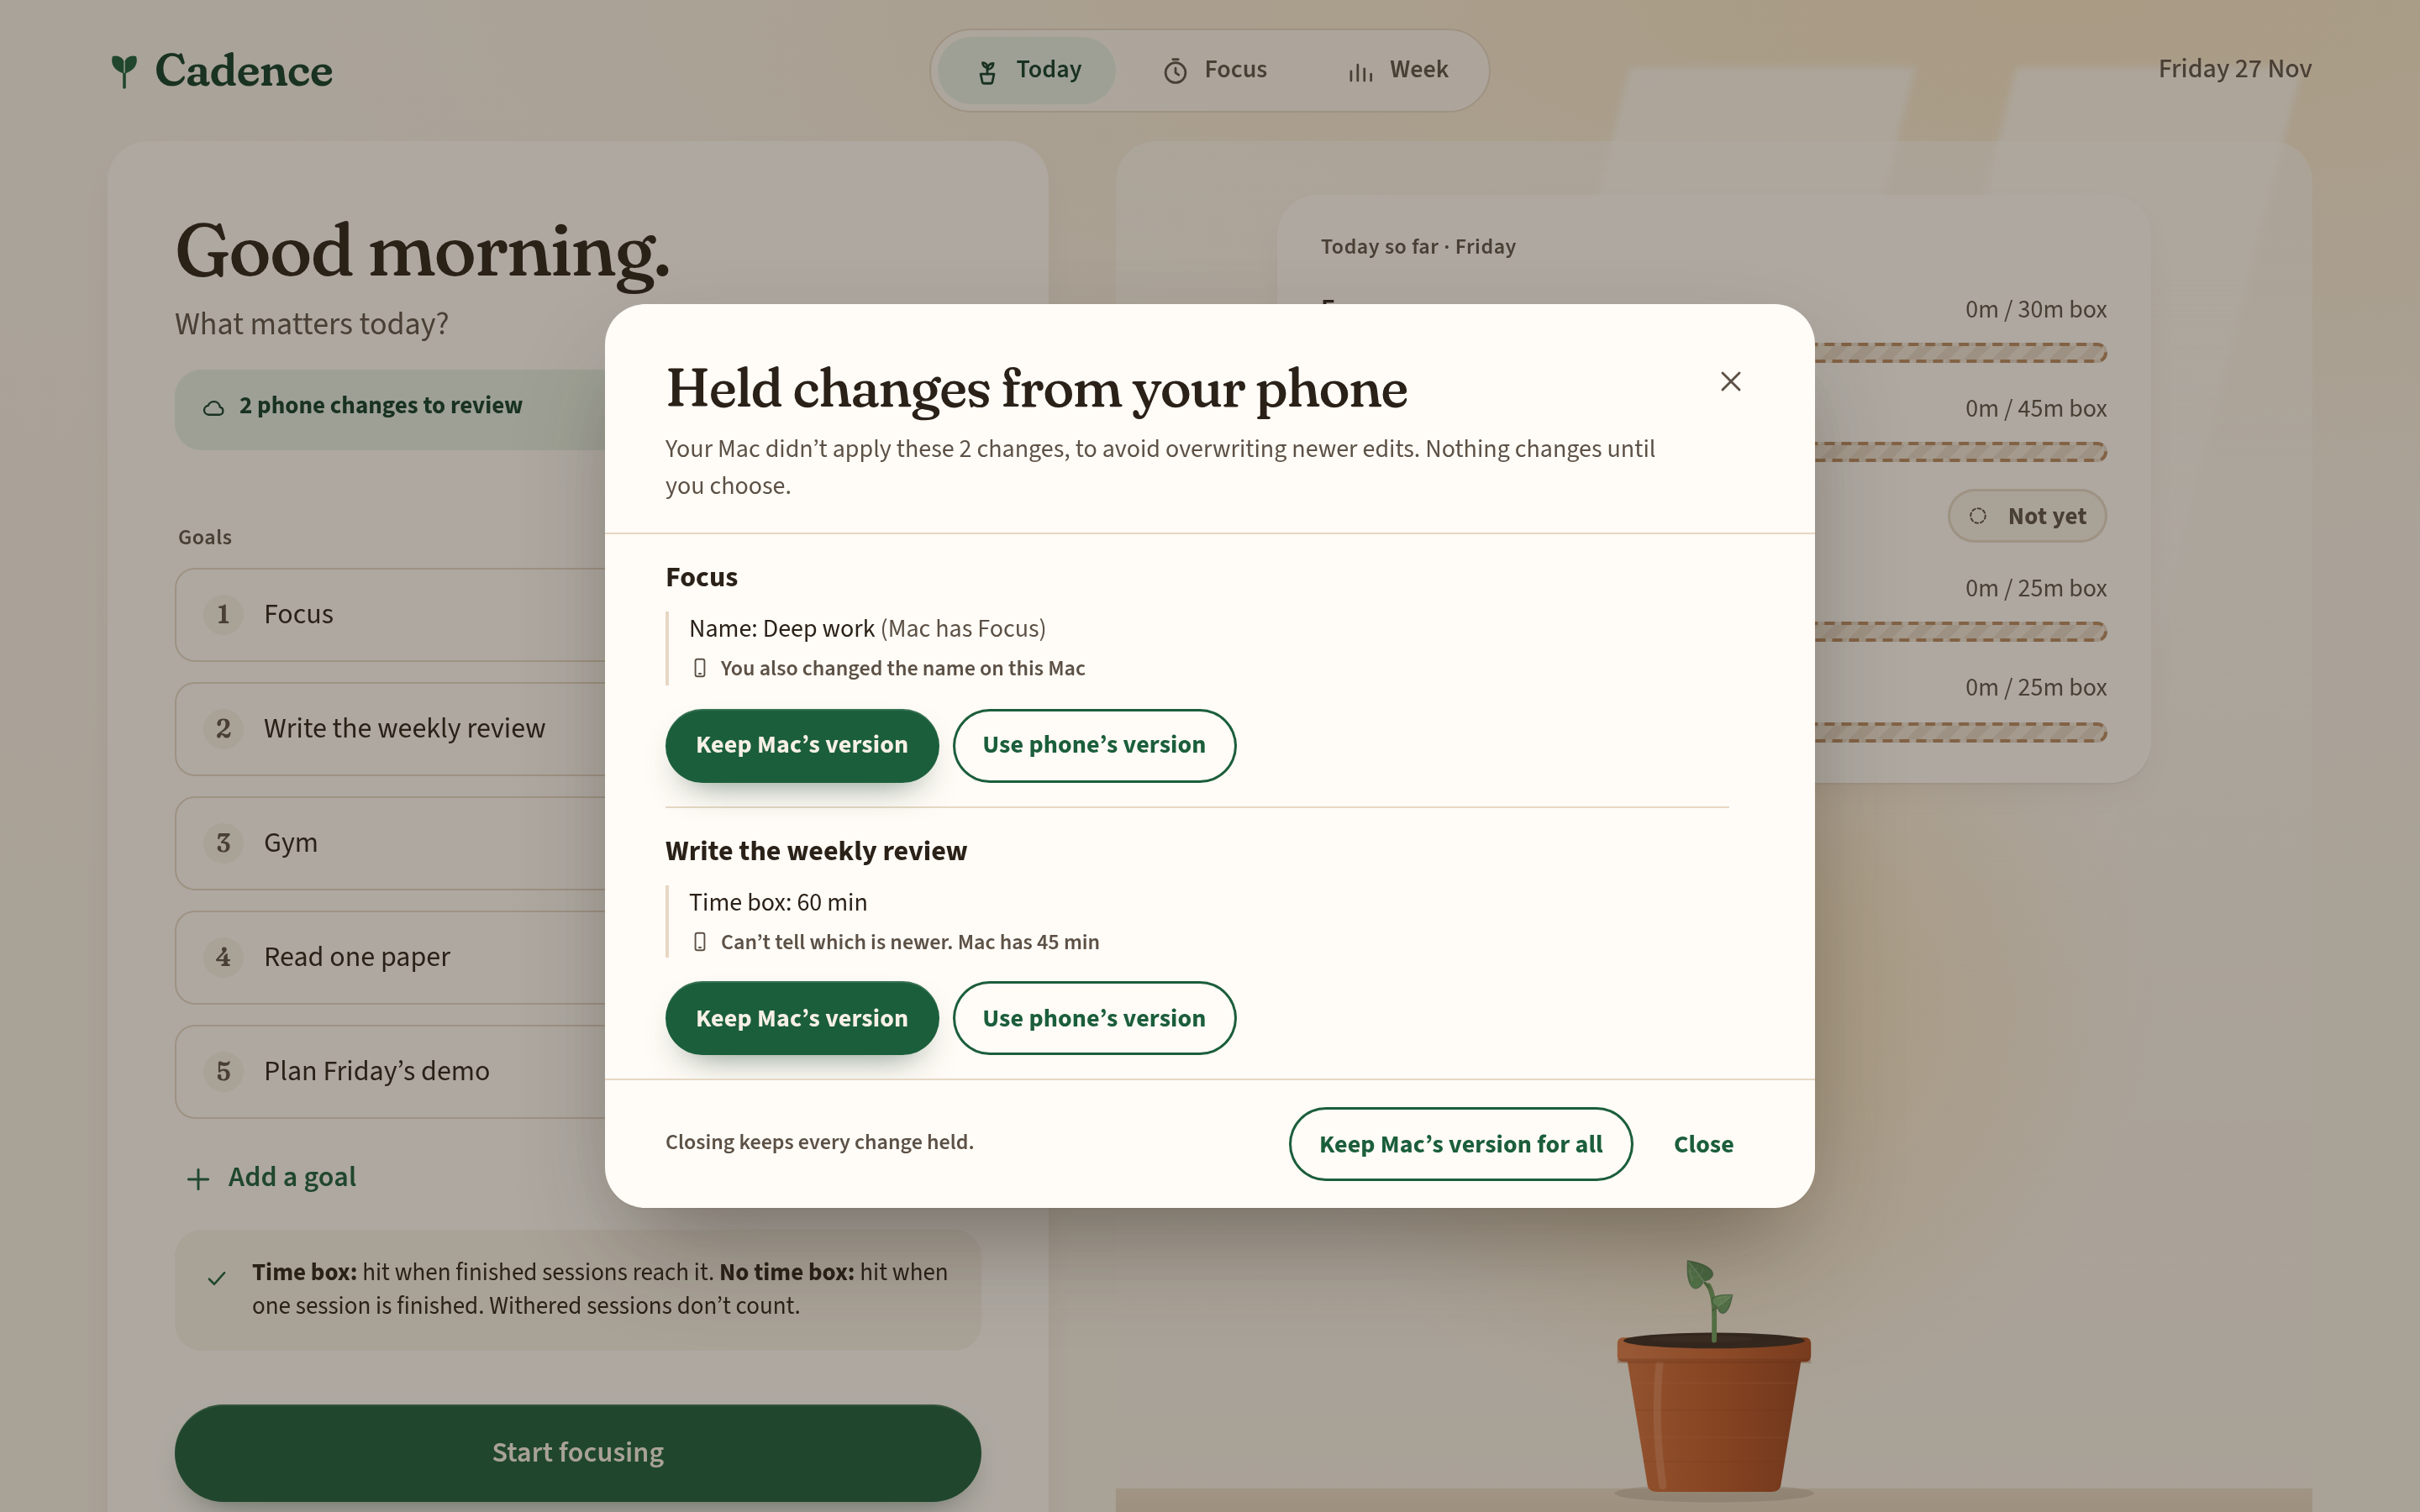 Cadence
Today
Focus
Week
Friday 27 Nov
Good morning.
What matters today?
2 phone changes to review
Goals
1 Focus
2 Write the weekly review
3 Gym
4 Read one paper
5 Plan Friday’s demo
Add a goal
Time box: hit when finished sessions reach it. No time box: hit when
one session is finished. Withered sessions don’t count.
Start focusing
Today so far · Friday
0m / 30m box
0m / 45m box
Not yet
0m / 25m box
0m / 25m box
Held changes from your phone
Your Mac didn’t apply these 2 changes, to avoid overwriting newer edits. Nothing changes until
you choose.
Focus
Name: Deep work (Mac has Focus)
You also changed the name on this Mac
Keep Mac’s version
Use phone’s version
Write the weekly review
Time box: 60 min
Can’t tell which is newer. Mac has 45 min
Keep Mac’s version
Use phone’s version
Closing keeps every change held.
Keep Mac’s version for all
Close